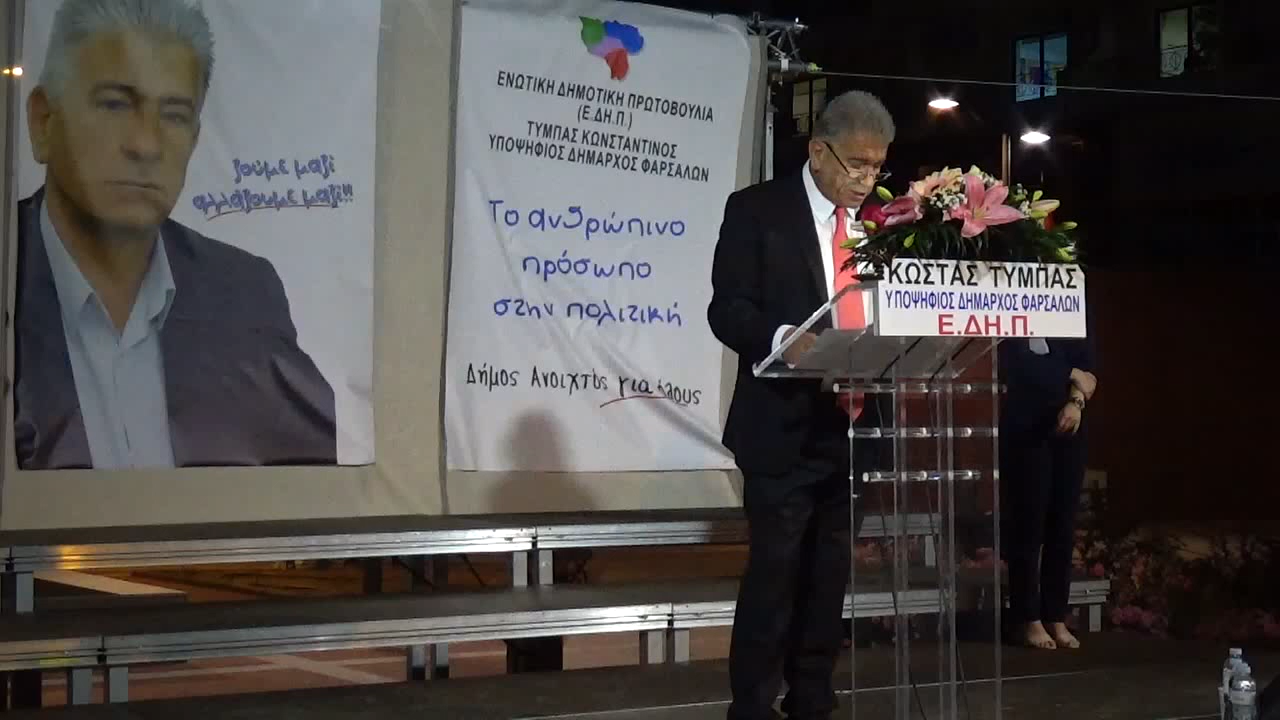 ζούμε μαζί
αλλάζουμε μαζί!!
ΕΝΩΤΙΚΗ ΔΗΜΟΤΙΚΗ ΠΡΩΤΟΒΟΥΛΙΑ
(Ε.ΔΗ.Π.)
ΤΥΜΠΑΣ ΚΩΝΣΤΑΝΤΙΝΟΣ
ΥΠΟΨΗΦΙΟΣ ΔΗΜΑΡΧΟΣ ΦΑΡΣΑΛΩΝ
Το ανθρώπινο
πρόσωπο
στην πολιτική
Δήμος Ανοιχτός για όλους
ΚΩΣΤΑΣ ΤΥΜΠΑΣ
ΥΠΟΨΗΦΙΟΣ ΔΗΜΑΡΧΟΣ ΦΑΡΣΑΛΩΝ
Ε.ΔΗ.Π.